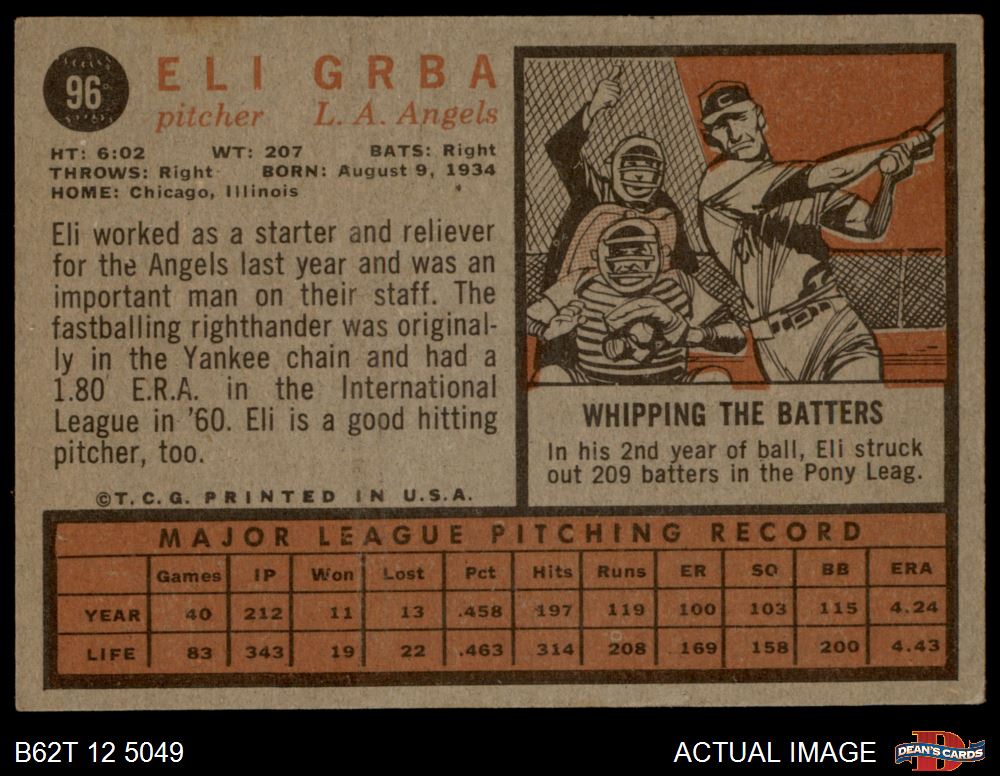 96
ELI GRBA
pitcher L. A. Angels
HT: 6:02 WT: 207 BATS: Right
THROWS: Right BORN: August 9, 1934
HOME: Chicago, Illinois
Eli worked as a starter and reliever
for the Angels last year and was an
important man on their staff. The
fastballing righthander was original-
ly in the Yankee chain and had a
1.80 E.R.A. in the International
League in '60. Eli is a good hitting
pitcher, too.
©T.C.G. PRINTED IN U.S.A.
C
WHIPPING THE BATTERS
In his 2nd year of ball, Eli struck
out 209 batters in the Pony Leag.
MAJOR LEAGUE PITCHING RECORD
Games IP Won Lost Pct Hits Runs ER SO BB ERA
YEAR 40 212 11 13 .458 197 119 100 103 115 4.24
LIFE 83 343 19 22 .463 314 208 169 158 200 4.43
B62T 12 5049 ACTUAL IMAGE DEAN'S CARDS